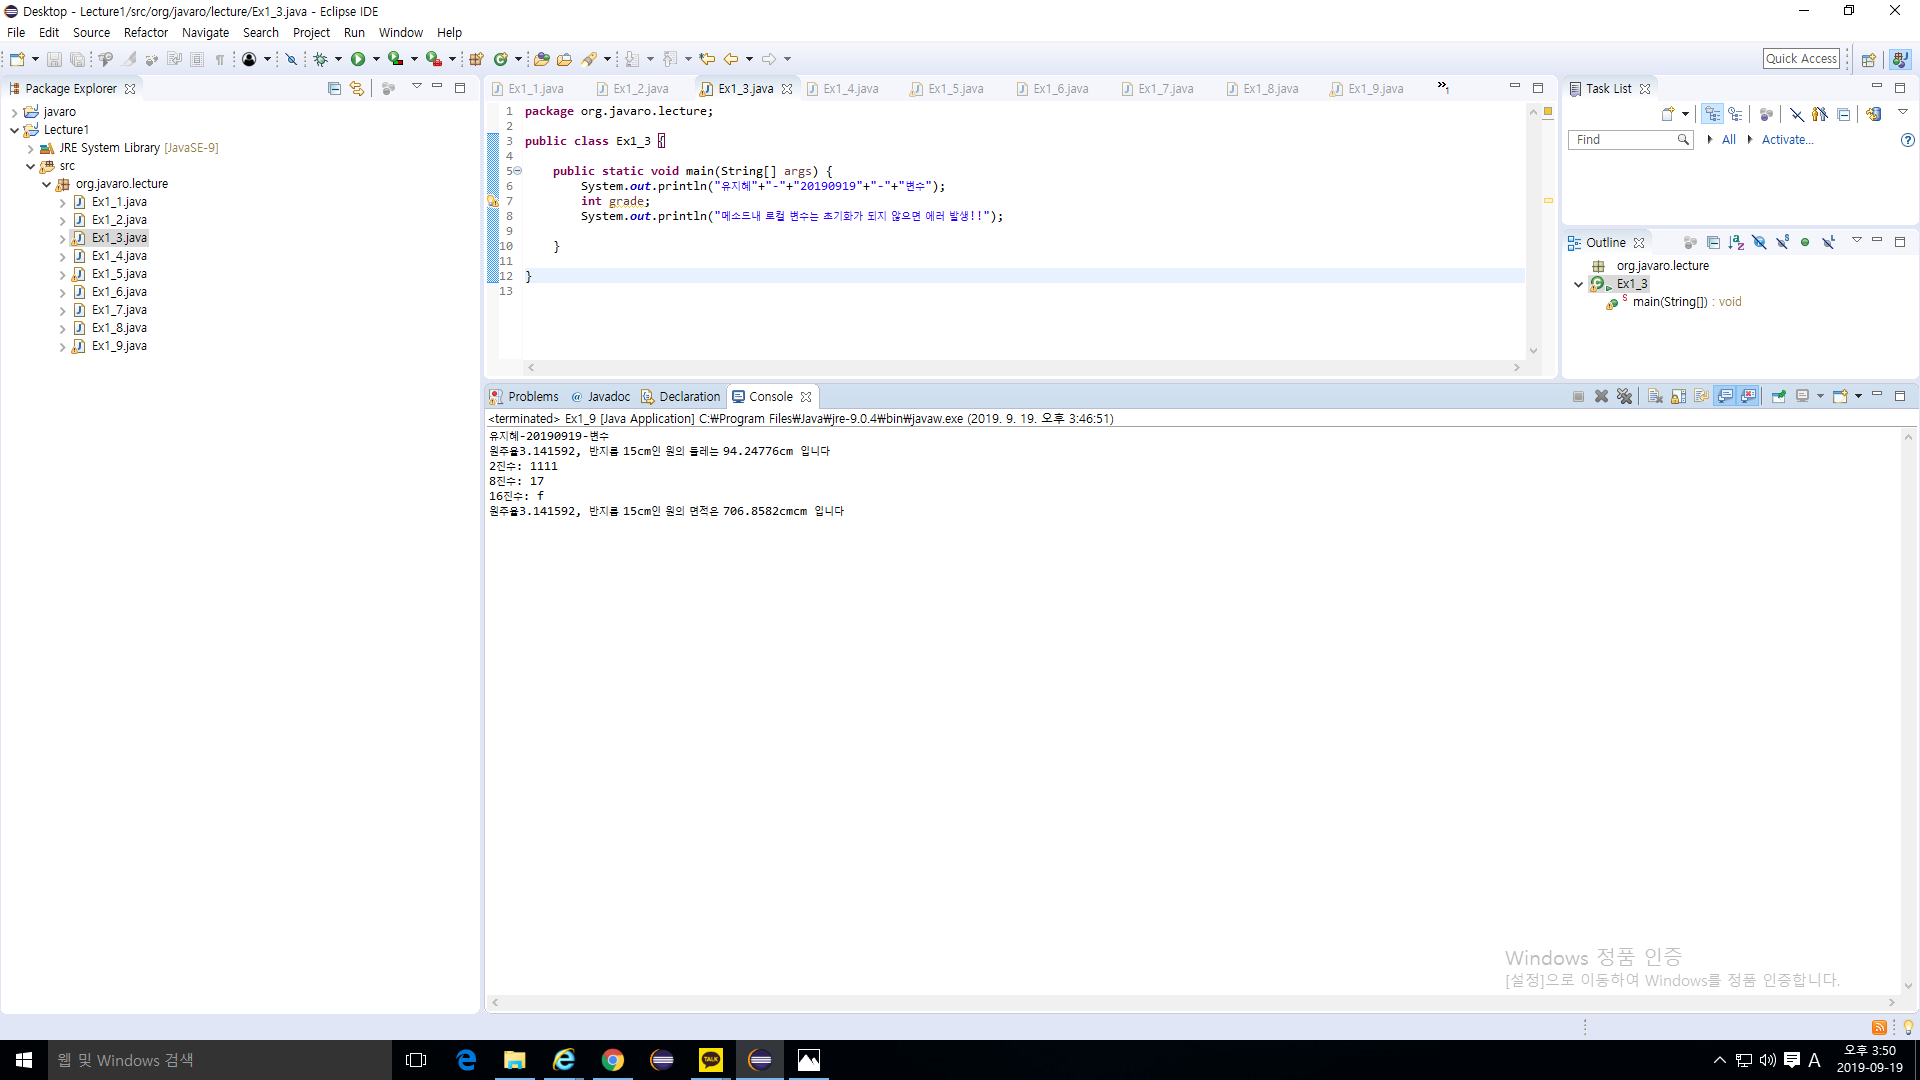 Desktop - Lecture1/src/org/javaro/lecture/Ex1_3.java - Eclipse IDE
File Edit Source Refactor Navigate Search Project Run Window Help
Quick Access
Package Explorer
javaro
Lecture1
JRE System Library [JavaSE-9]
src
org.javaro.lecture
Ex1_1.java
Ex1_2.java
Ex1_3.java
Ex1_4.java
Ex1_5.java
Ex1_6.java
Ex1_7.java
Ex1_8.java
Ex1_9.java
Ex1_1.java Ex1_2.java Ex1_3.java Ex1_4.java Ex1_5.java Ex1_6.java Ex1_7.java Ex1_8.java Ex1_9.java »1
1 package org.javaro.lecture;
2
3 public class Ex1_3 {
4
5 public static void main(String[] args) {
6 System.out.println("유지혜"+"-"+"20190919"+"-"+"변수");
7 int grade;
8 System.out.println("메소드내 로컬 변수는 초기화가 되지 않으면 에러 발생!!");
9
10 }
11
12 }
13
Task List
Find All Activate...
Outline
org.javaro.lecture
Ex1_3
main(String[]) : void
Problems @ Javadoc Declaration Console
<terminated> Ex1_9 [Java Application] C:₩Program Files₩Java₩jre-9.0.4₩bin₩javaw.exe (2019. 9. 19. 오후 3:46:51)
유지혜-20190919-변수
원주율3.141592, 반지름 15cm인 원의 둘레는 94.24776cm 입니다
2진수: 1111
8진수: 17
16진수: f
원주율3.141592, 반지름 15cm인 원의 면적은 706.8582cmcm 입니다
Windows 정품 인증
[설정]으로 이동하여 Windows를 정품 인증합니다.
웹 및 Windows 검색
TALK
A
오후 3:50
2019-09-19